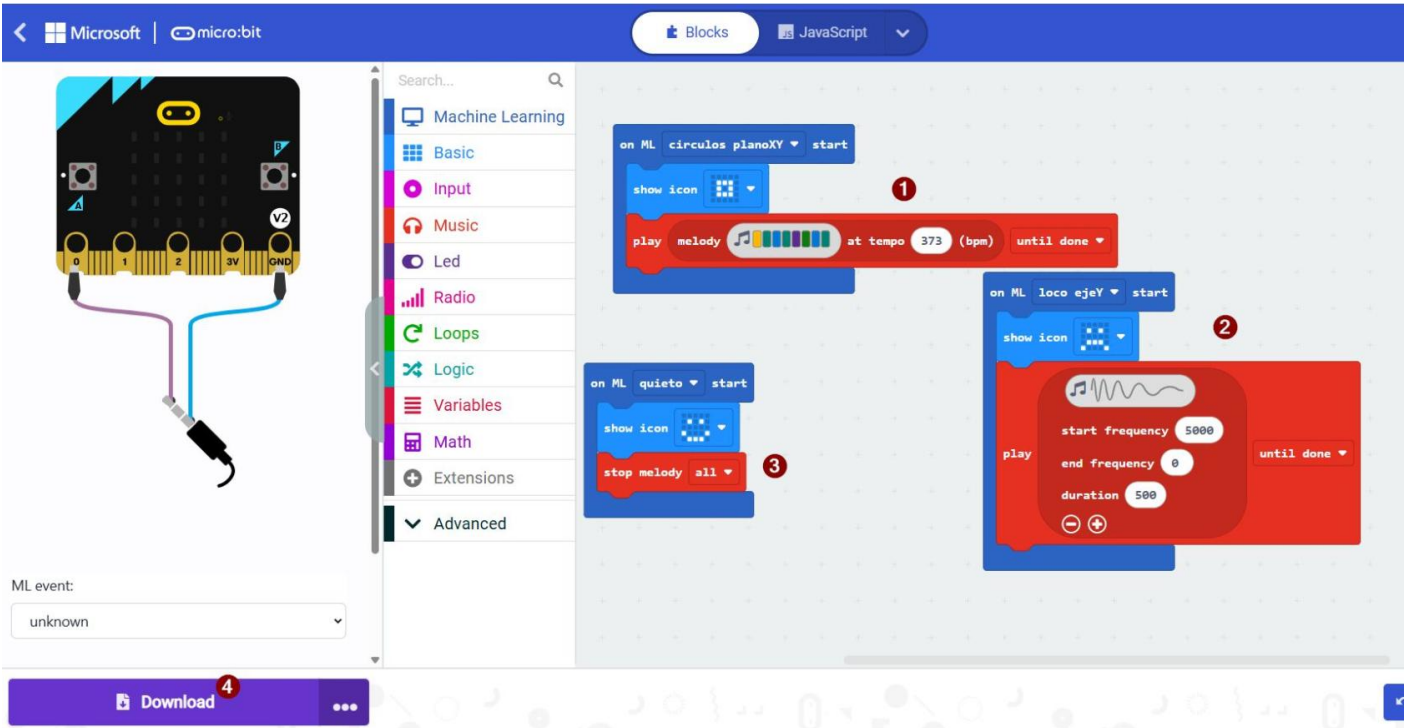 Microsoft | micro:bit
Blocks
JavaScript
A
B
V2
0 1 2 3V GND
ML event:
unknown
Download
4
Search...
Machine Learning
Basic
Input
Music
Led
Radio
Loops
Logic
Variables
Math
Extensions
Advanced
on ML circulos planoXY start
show icon
1
play melody at tempo 373 (bpm) until done
on ML loco ejeY start
show icon
2
play
start frequency 5000
end frequency 0
duration 500
until done
on ML quieto start
show icon
stop melody all
3